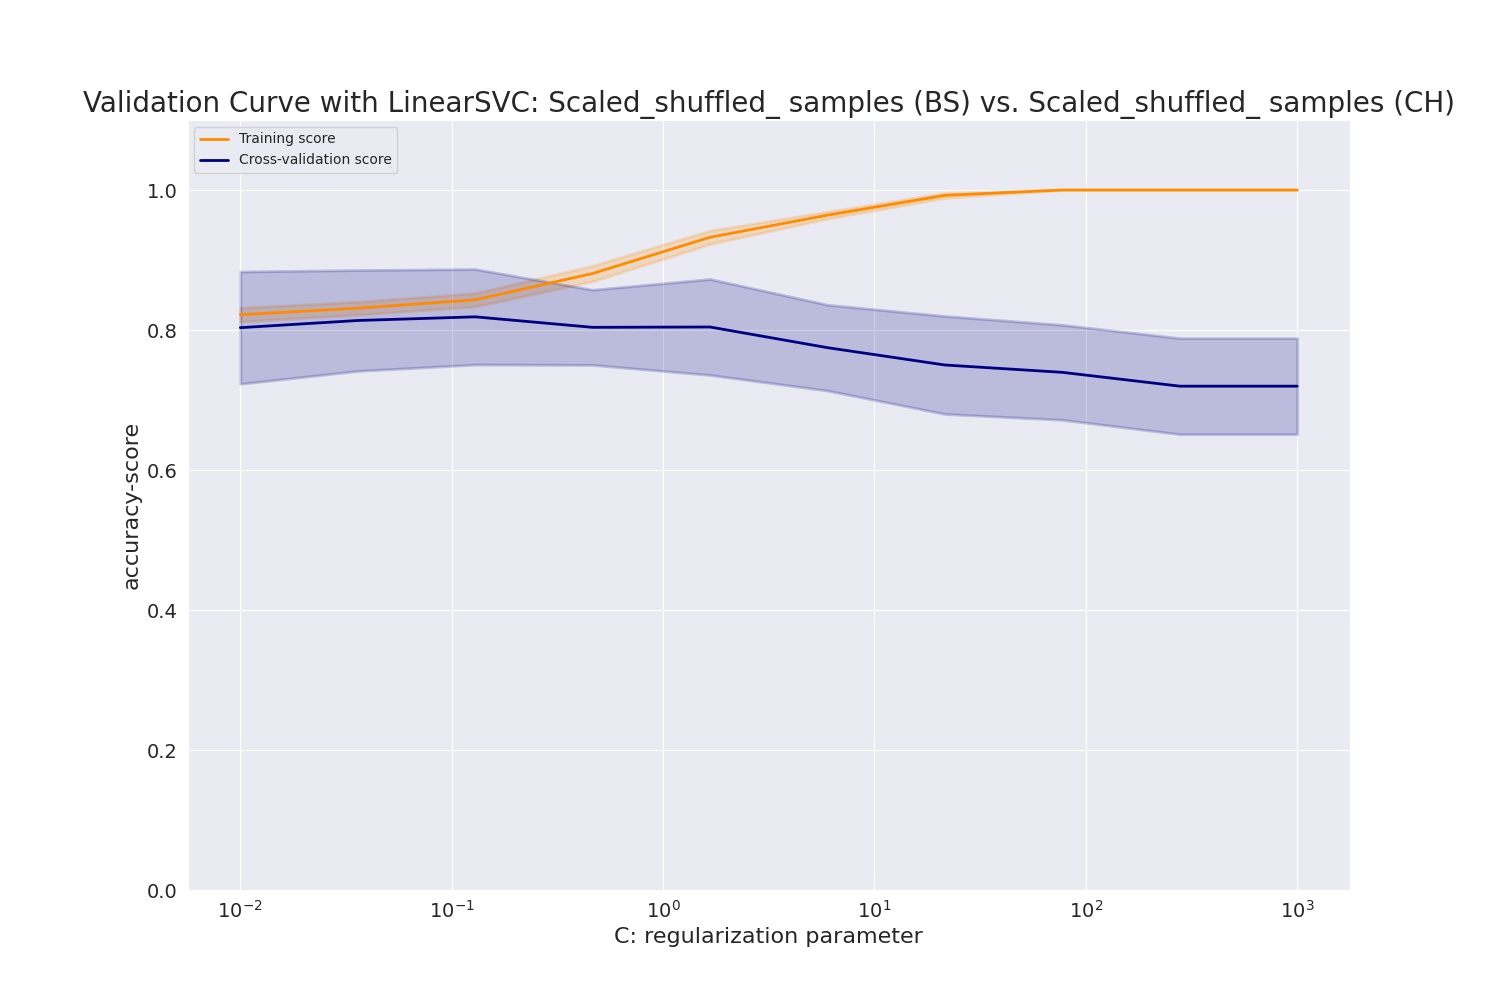 Validation Curve with LinearSVC: Scaled_shuffled_ samples (BS) vs. Scaled_shuffled_ samples (CH)
Training score
Cross-validation score
1.0
0.8
0.6
0.4
0.2
0.0
accuracy-score
10⁻² 10⁻¹ 10⁰ 10¹ 10² 10³
C: regularization parameter